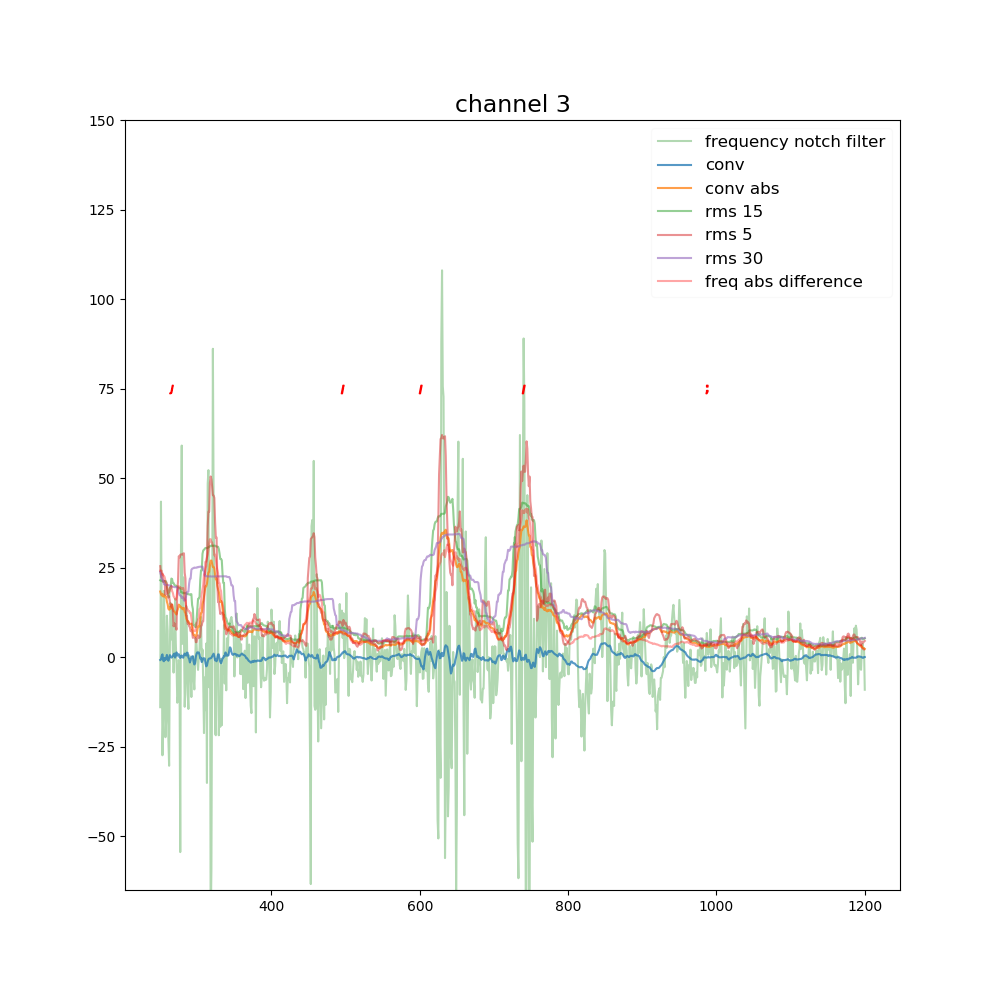 channel 3
150
125
100
75
50
25
0
−25
−50
400 600 800 1000 1200
frequency notch filter
conv
conv abs
rms 15
rms 5
rms 30
freq abs difference